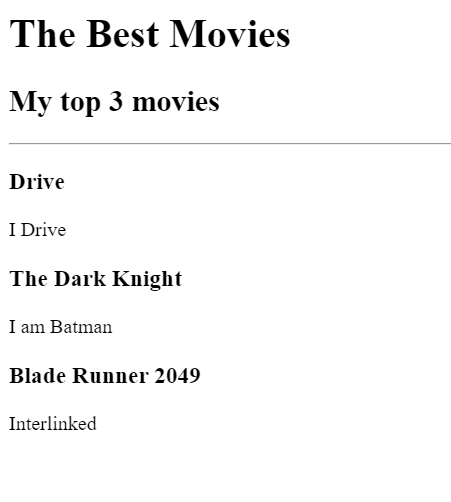 The Best Movies
My top 3 movies
Drive
I Drive
The Dark Knight
I am Batman
Blade Runner 2049
Interlinked